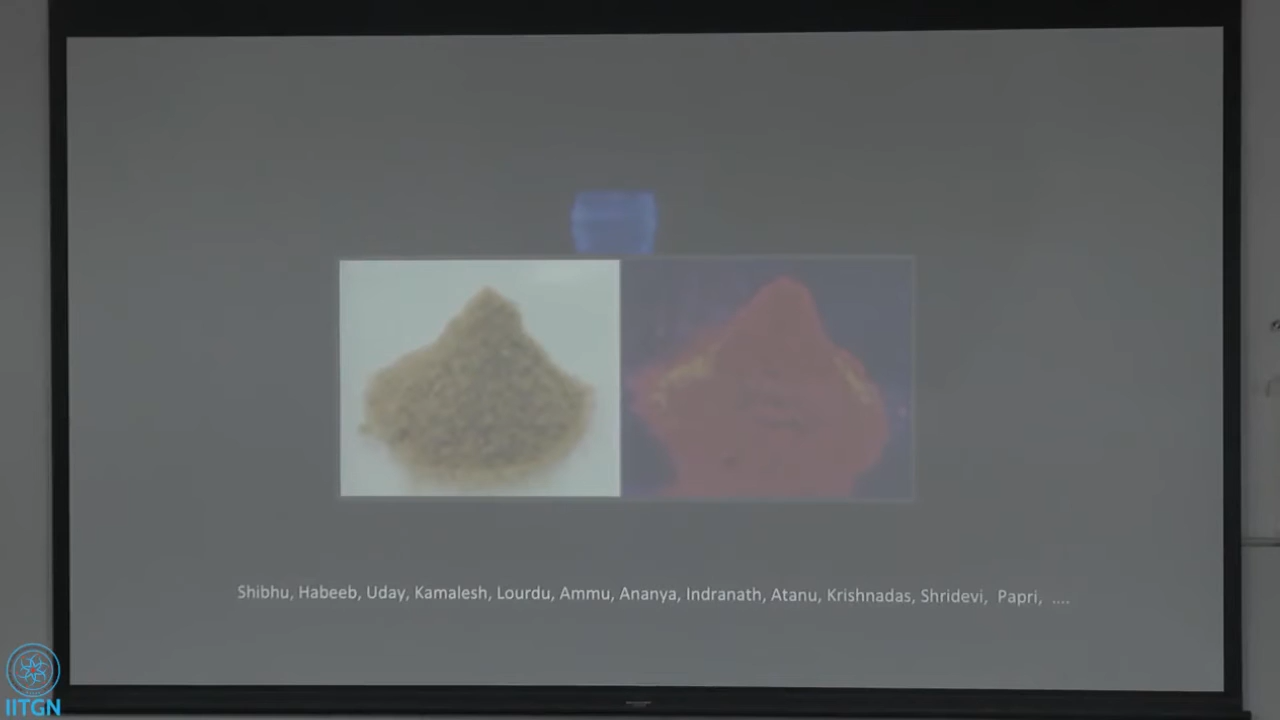 Shibhu, Habeeb, Uday, Kamalesh, Lourdu, Ammu, Ananya, Indranath, Atanu, Krishnadas, Shridevi, Papri, ....
IITGN